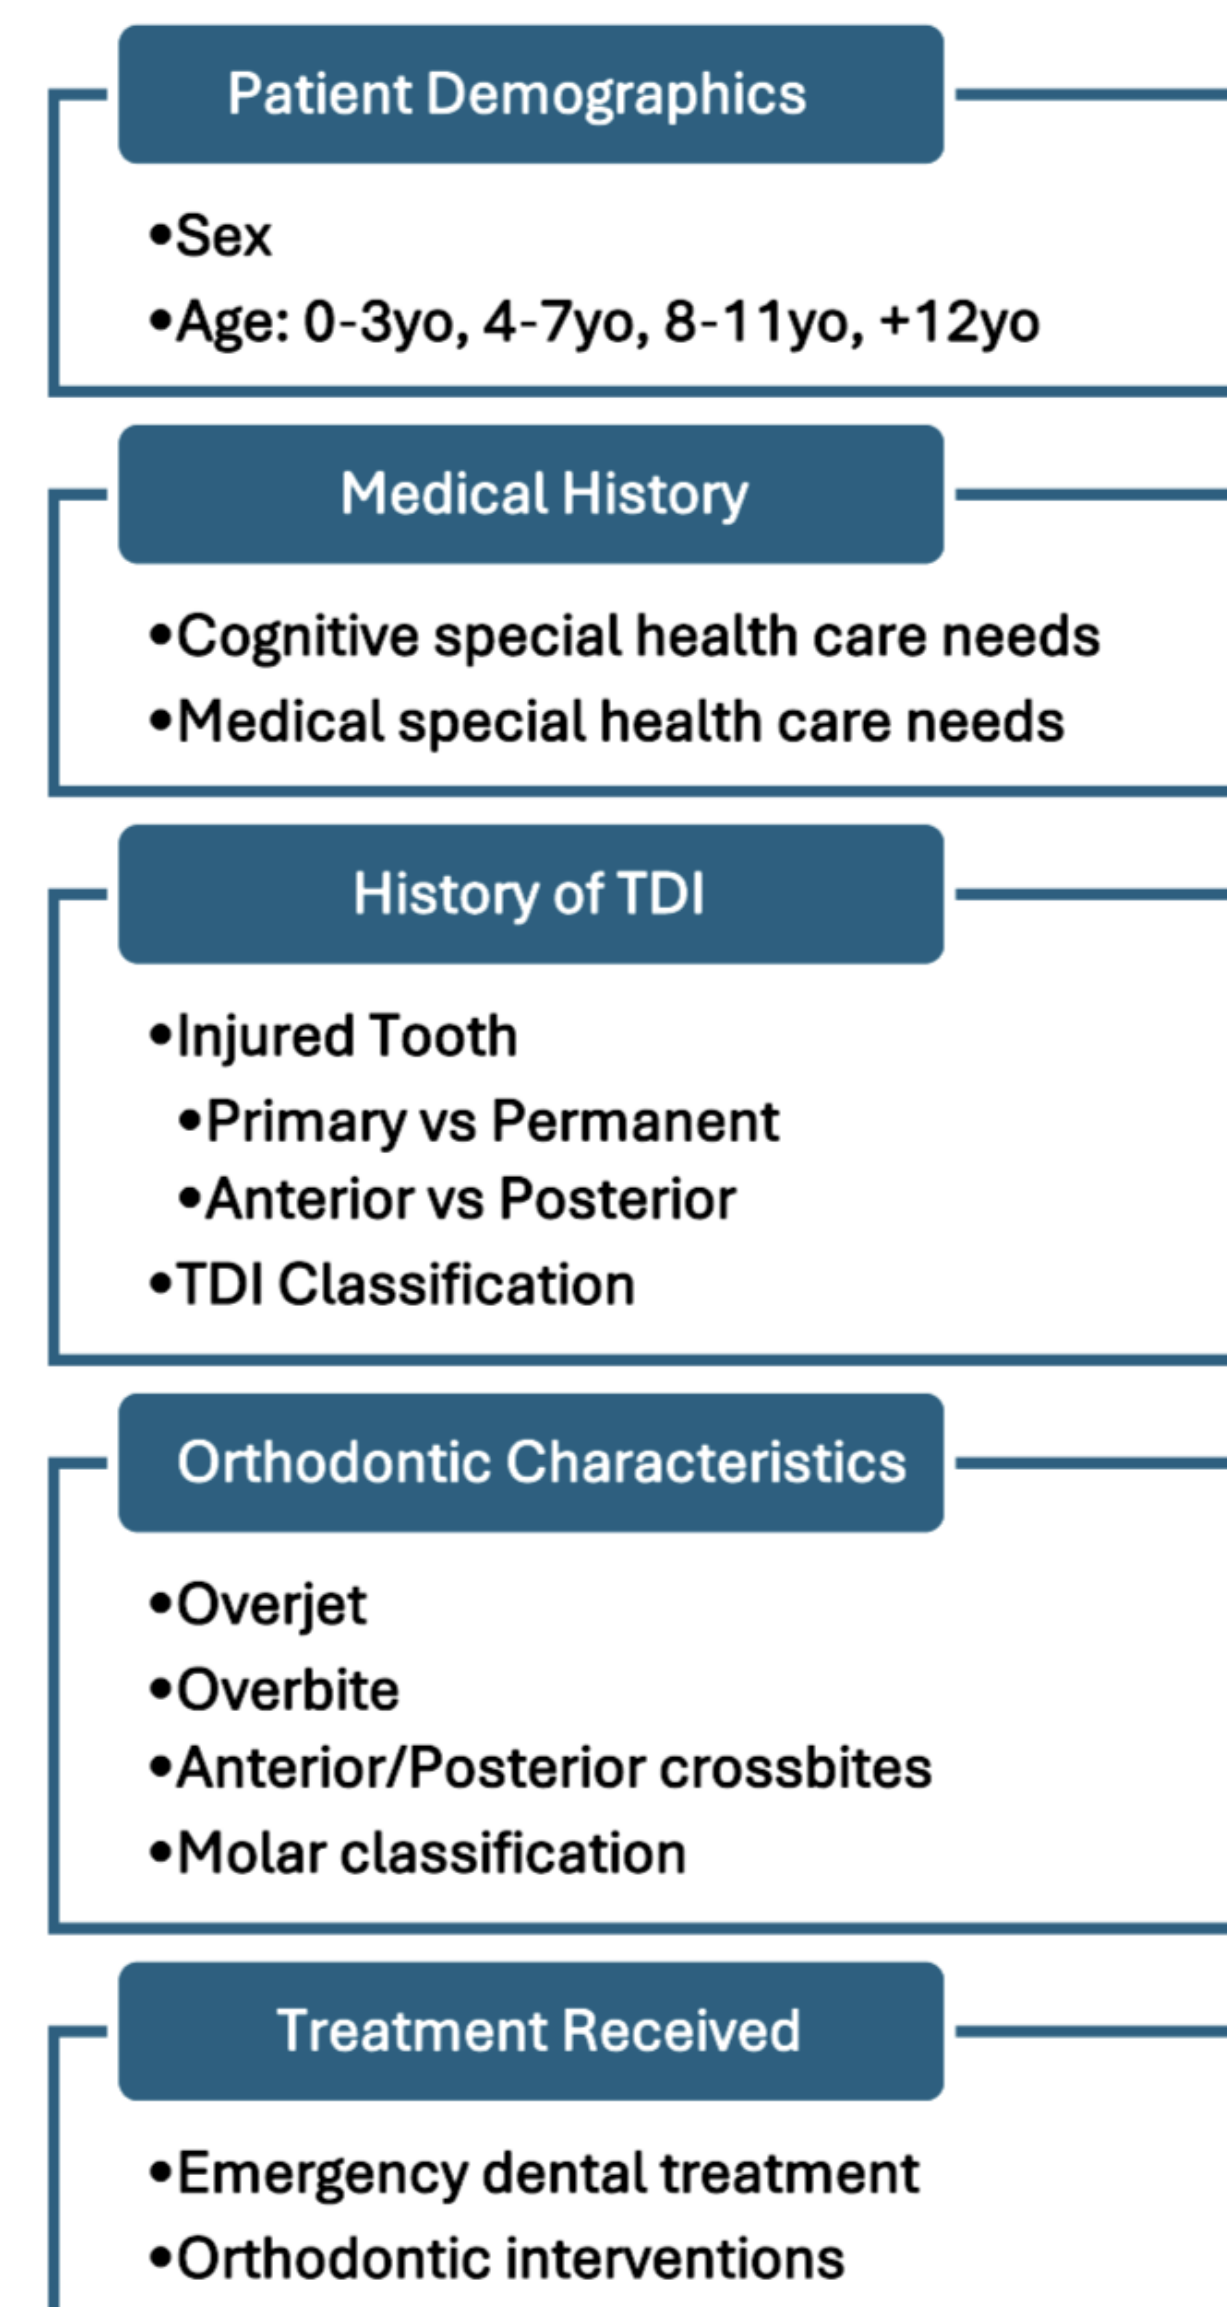 Patient Demographics
•Sex
•Age: 0-3yo, 4-7yo, 8-11yo, +12yo
Medical History
•Cognitive special health care needs
•Medical special health care needs
History of TDI
•Injured Tooth
•Primary vs Permanent
•Anterior vs Posterior
•TDI Classification
Orthodontic Characteristics
•Overjet
•Overbite
•Anterior/Posterior crossbites
•Molar classification
Treatment Received
•Emergency dental treatment
•Orthodontic interventions